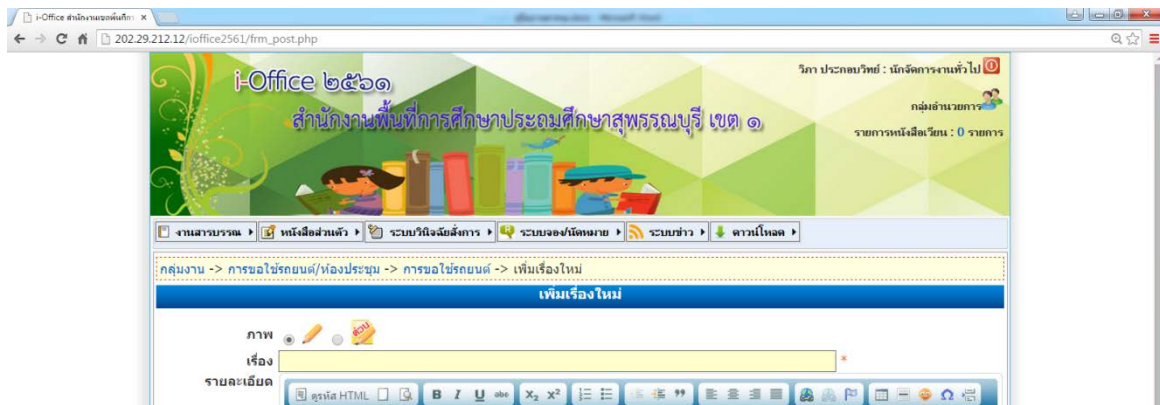 i-Office สำนักงานเขตพื้นที่กา
202.29.212.12/ioffice2561/frm_post.php
i-Office ๒๕๖๑
สำนักงานพื้นที่การศึกษาประถมศึกษาสุพรรณบุรี เขต ๑
วิภา ประกอบวิทย์ : นักจัดการงานทั่วไป
กลุ่มอำนวยการ
รายการหนังสือเวียน : 0 รายการ
งานสารบรรณ หนังสือส่วนตัว ระบบวินิจฉัยสั่งการ ระบบจอง/นัดหมาย ระบบข่าว ดาวน์โหลด
กลุ่มงาน -> การขอใช้รถยนต์/ห้องประชุม -> การขอใช้รถยนต์ -> เพิ่มเรื่องใหม่
เพิ่มเรื่องใหม่
ภาพ ด่วน
เรื่อง *
รายละเอียด
ดูรหัส HTML B I U abc X₂ X² Ω